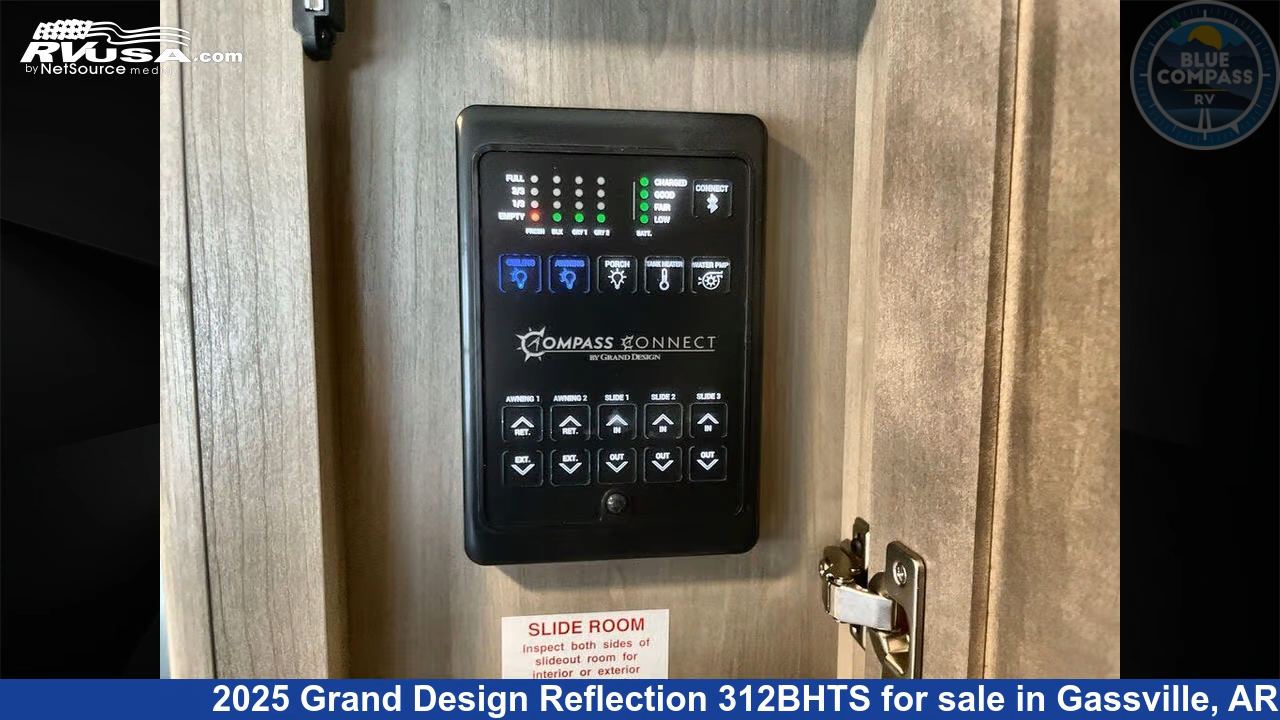 RVUSA.com
by NetSource media
BLUE
COMPASS
RV
FULL
2/3
1/3
EMPTY
FRESH BLK GRY 1 GRY 2
CHARGED
GOOD
FAIR
LOW
BATT.
CONNECT
CEILING AWNING PORCH TANK HEATER WATER PMP
COMPASS CONNECT
BY GRAND DESIGN
AWNING 1 AWNING 2 SLIDE 1 SLIDE 2 SLIDE 3
RET. RET. IN IN IN
EXT. EXT. OUT OUT OUT
SLIDE ROOM
Inspect both sides of
slideout room for
interior or exterior
2025 Grand Design Reflection 312BHTS for sale in Gassville, AR